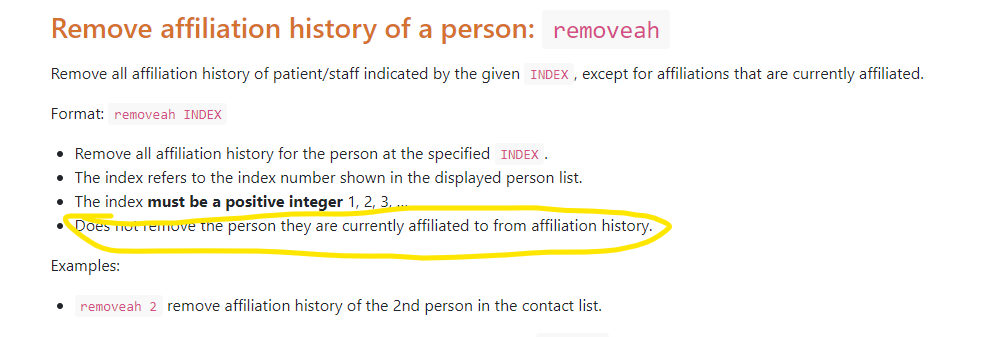 Remove affiliation history of a person: removeah
Remove all affiliation history of patient/staff indicated by the given INDEX , except for affiliations that are currently affiliated.
Format: removeah INDEX
Remove all affiliation history for the person at the specified INDEX .
The index refers to the index number shown in the displayed person list.
The index must be a positive integer 1, 2, 3, ...
Does not remove the person they are currently affiliated to from affiliation history.
Examples:
removeah 2 remove affiliation history of the 2nd person in the contact list.